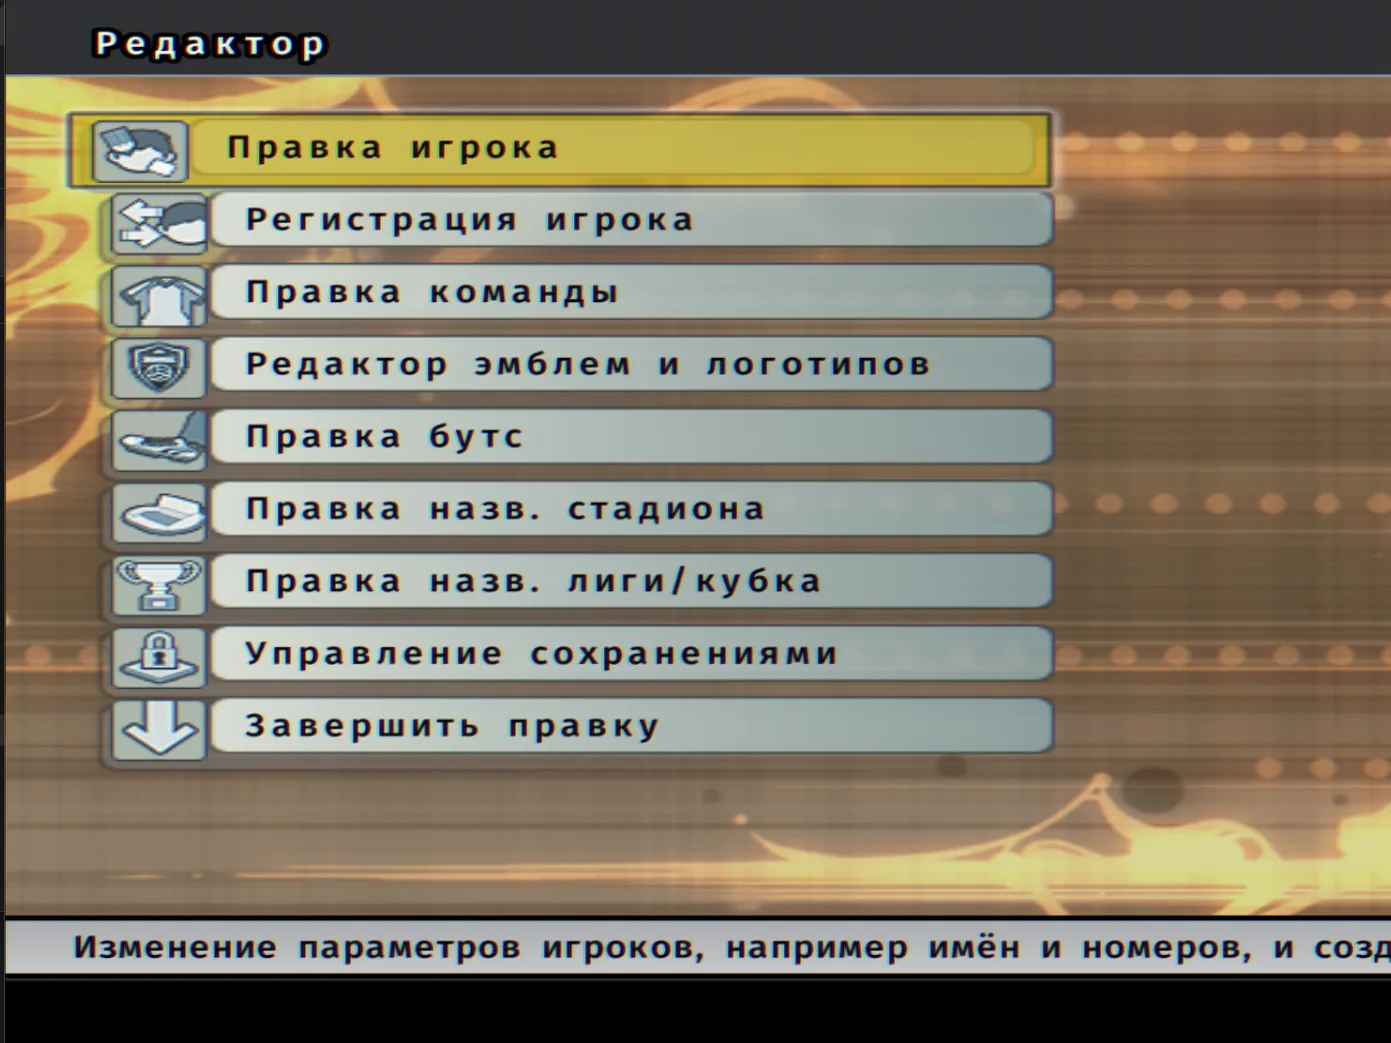 Редактор
Правка игрока
Регистрация игрока
Правка команды
Редактор эмблем и логотипов
Правка бутс
Правка назв. стадиона
Правка назв. лиги/кубка
Управление сохранениями
Завершить правку
Изменение параметров игроков, например имён и номеров, и созд